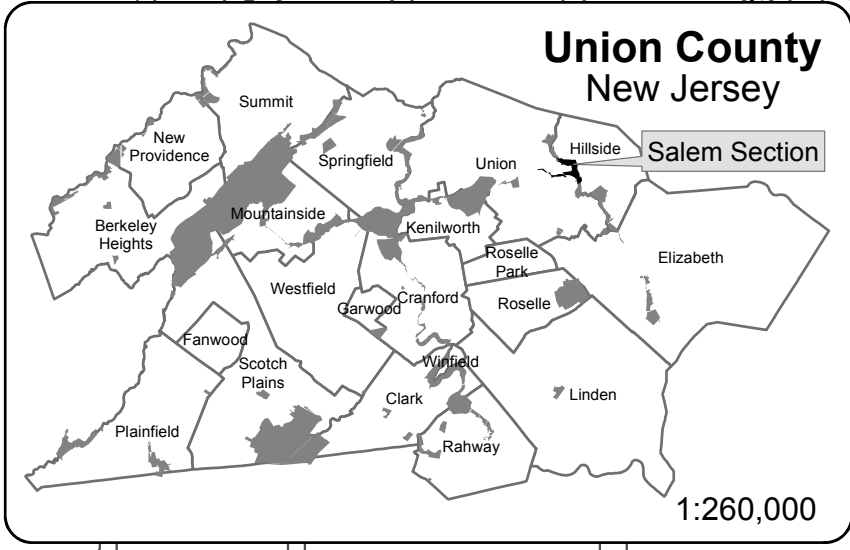 Union County
New Jersey
Summit
New
Providence
Springfield
Union
Hillside
Salem Section
Berkeley
Heights
Mountainside
Kenilworth
Roselle
Park
Elizabeth
Westfield
Garwood
Cranford
Roselle
Fanwood
Scotch
Plains
Winfield
Clark
Linden
Plainfield
Rahway
1:260,000